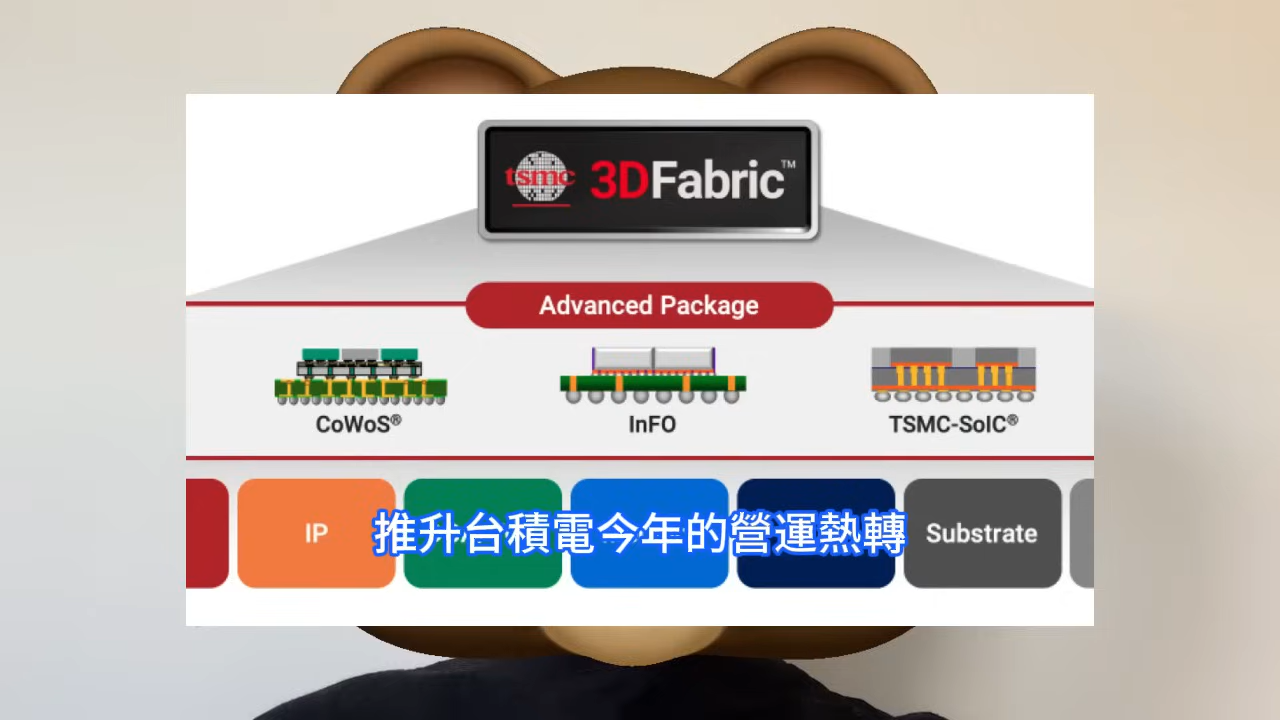 tsmc 3DFabric™
Advanced Package
CoWoS® InFO TSMC-SoIC®
IP Substrate
推升台積電今年的營運熱轉